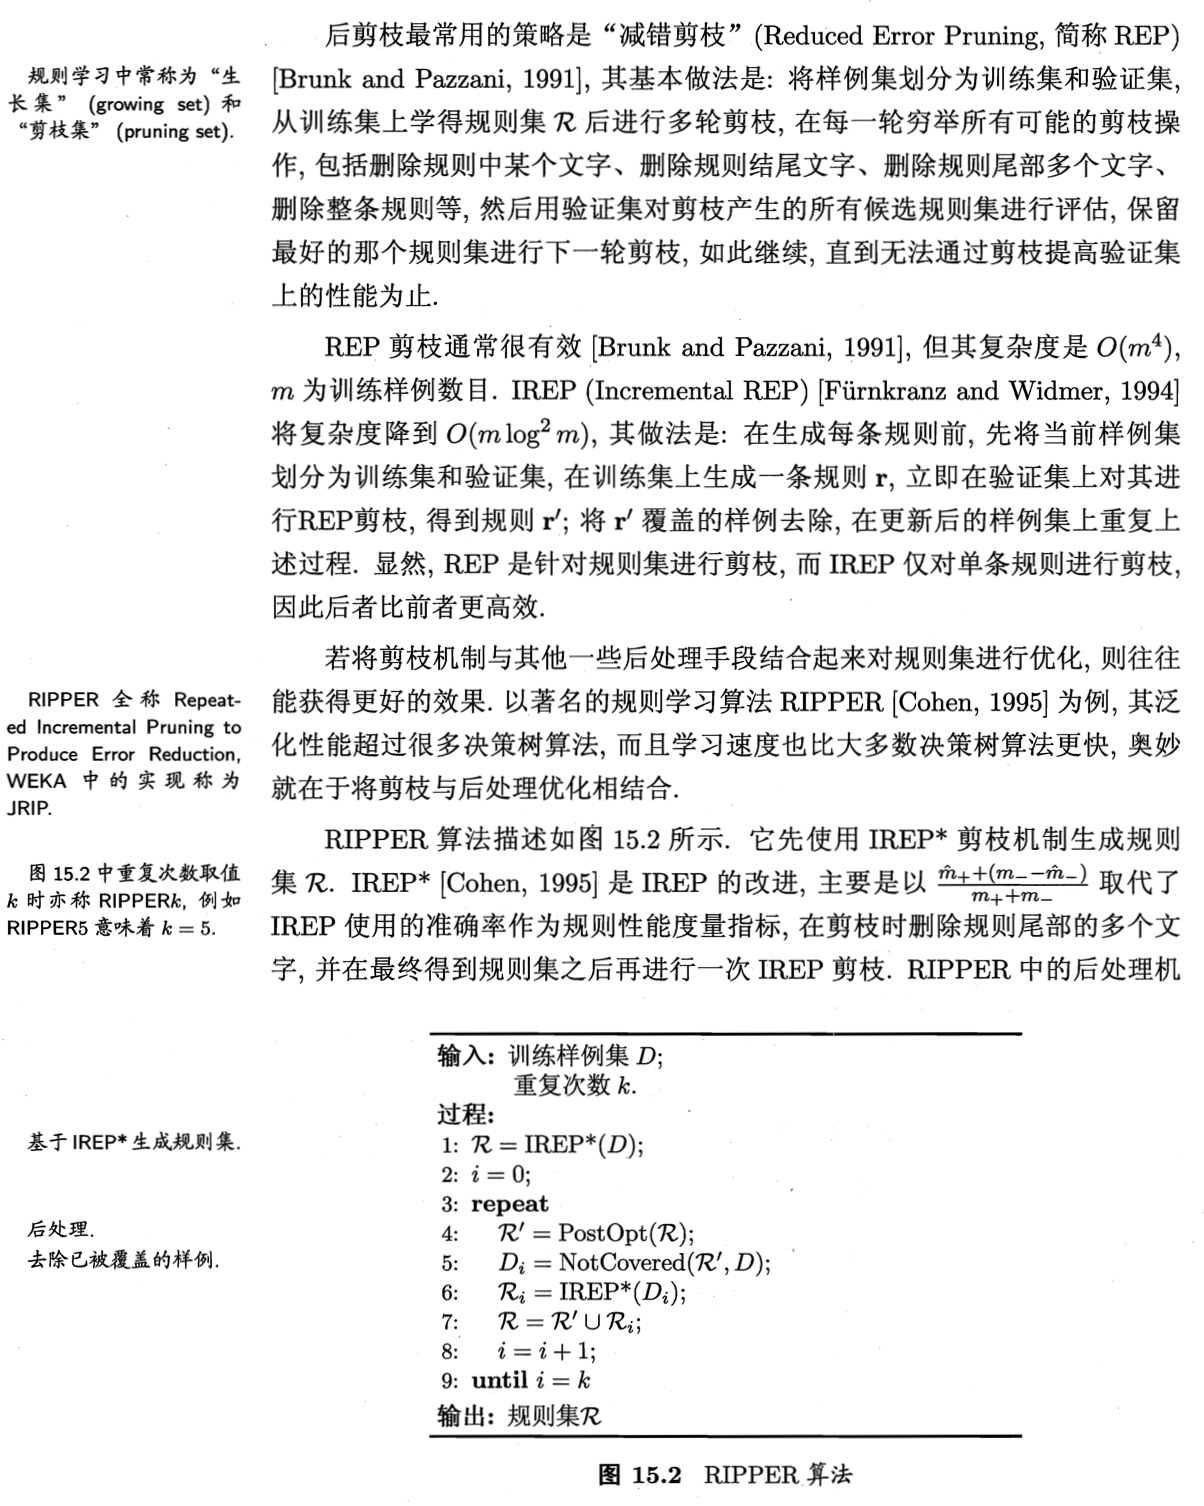 后剪枝最常用的策略是“减错剪枝”(Reduced Error Pruning, 简称 REP)
规则学习中常称为“生
长集” (growing set) 和
“剪枝集” (pruning set).
[Brunk and Pazzani, 1991], 其基本做法是: 将样例集划分为训练集和验证集,
从训练集上学得规则集 R 后进行多轮剪枝, 在每一轮穷举所有可能的剪枝操
作, 包括删除规则中某个文字、删除规则结尾文字、删除规则尾部多个文字、
删除整条规则等, 然后用验证集对剪枝产生的所有候选规则集进行评估, 保留
最好的那个规则集进行下一轮剪枝, 如此继续, 直到无法通过剪枝提高验证集
上的性能为止.
REP 剪枝通常很有效 [Brunk and Pazzani, 1991], 但其复杂度是 O(m⁴),
m 为训练样例数目. IREP (Incremental REP) [Fürnkranz and Widmer, 1994]
将复杂度降到 O(m log² m), 其做法是: 在生成每条规则前, 先将当前样例集
划分为训练集和验证集, 在训练集上生成一条规则 r, 立即在验证集上对其进
行REP剪枝, 得到规则 r′; 将 r′ 覆盖的样例去除, 在更新后的样例集上重复上
述过程. 显然, REP 是针对规则集进行剪枝, 而 IREP 仅对单条规则进行剪枝,
因此后者比前者更高效.
若将剪枝机制与其他一些后处理手段结合起来对规则集进行优化, 则往往
RIPPER 全称 Repeat-
ed Incremental Pruning to
Produce Error Reduction,
WEKA 中的实现称为
JRIP.
能获得更好的效果. 以著名的规则学习算法 RIPPER [Cohen, 1995] 为例, 其泛
化性能超过很多决策树算法, 而且学习速度也比大多数决策树算法更快, 奥妙
就在于将剪枝与后处理优化相结合.
RIPPER 算法描述如图 15.2 所示. 它先使用 IREP* 剪枝机制生成规则
图 15.2 中重复次数取值
k 时亦称 RIPPERk, 例如
RIPPER5 意味着 k = 5.
集 R. IREP* [Cohen, 1995] 是 IREP 的改进, 主要是以 (m̂₊+(m₋−m̂₋))/(m₊+m₋) 取代了
IREP 使用的准确率作为规则性能度量指标, 在剪枝时删除规则尾部的多个文
字, 并在最终得到规则集之后再进行一次 IREP 剪枝. RIPPER 中的后处理机
输入: 训练样例集 D;
重复次数 k.
过程:
基于 IREP* 生成规则集.
1: R = IREP*(D);
2: i = 0;
3: repeat
后处理.
4: R′ = PostOpt(R);
去除已被覆盖的样例.
5: Dᵢ = NotCovered(R′, D);
6: Rᵢ = IREP*(Dᵢ);
7: R = R′ ∪ Rᵢ;
8: i = i + 1;
9: until i = k
输出: 规则集R
图 15.2 RIPPER 算法